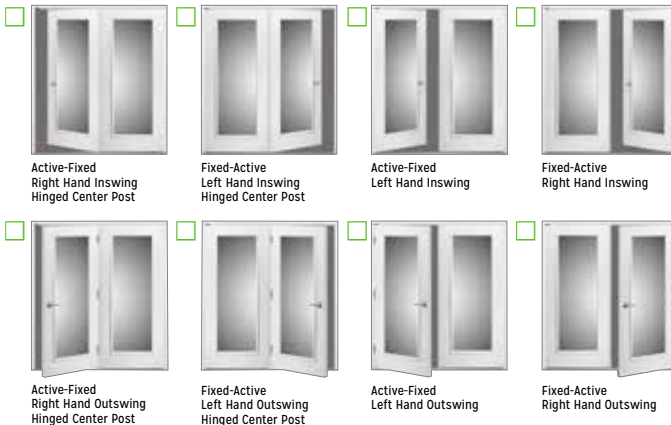 Active-Fixed
Right Hand Inswing
Hinged Center Post
Fixed-Active
Left Hand Inswing
Hinged Center Post
Active-Fixed
Left Hand Inswing
Fixed-Active
Right Hand Inswing
Active-Fixed
Right Hand Outswing
Hinged Center Post
Fixed-Active
Left Hand Outswing
Hinged Center Post
Active-Fixed
Left Hand Outswing
Fixed-Active
Right Hand Outswing